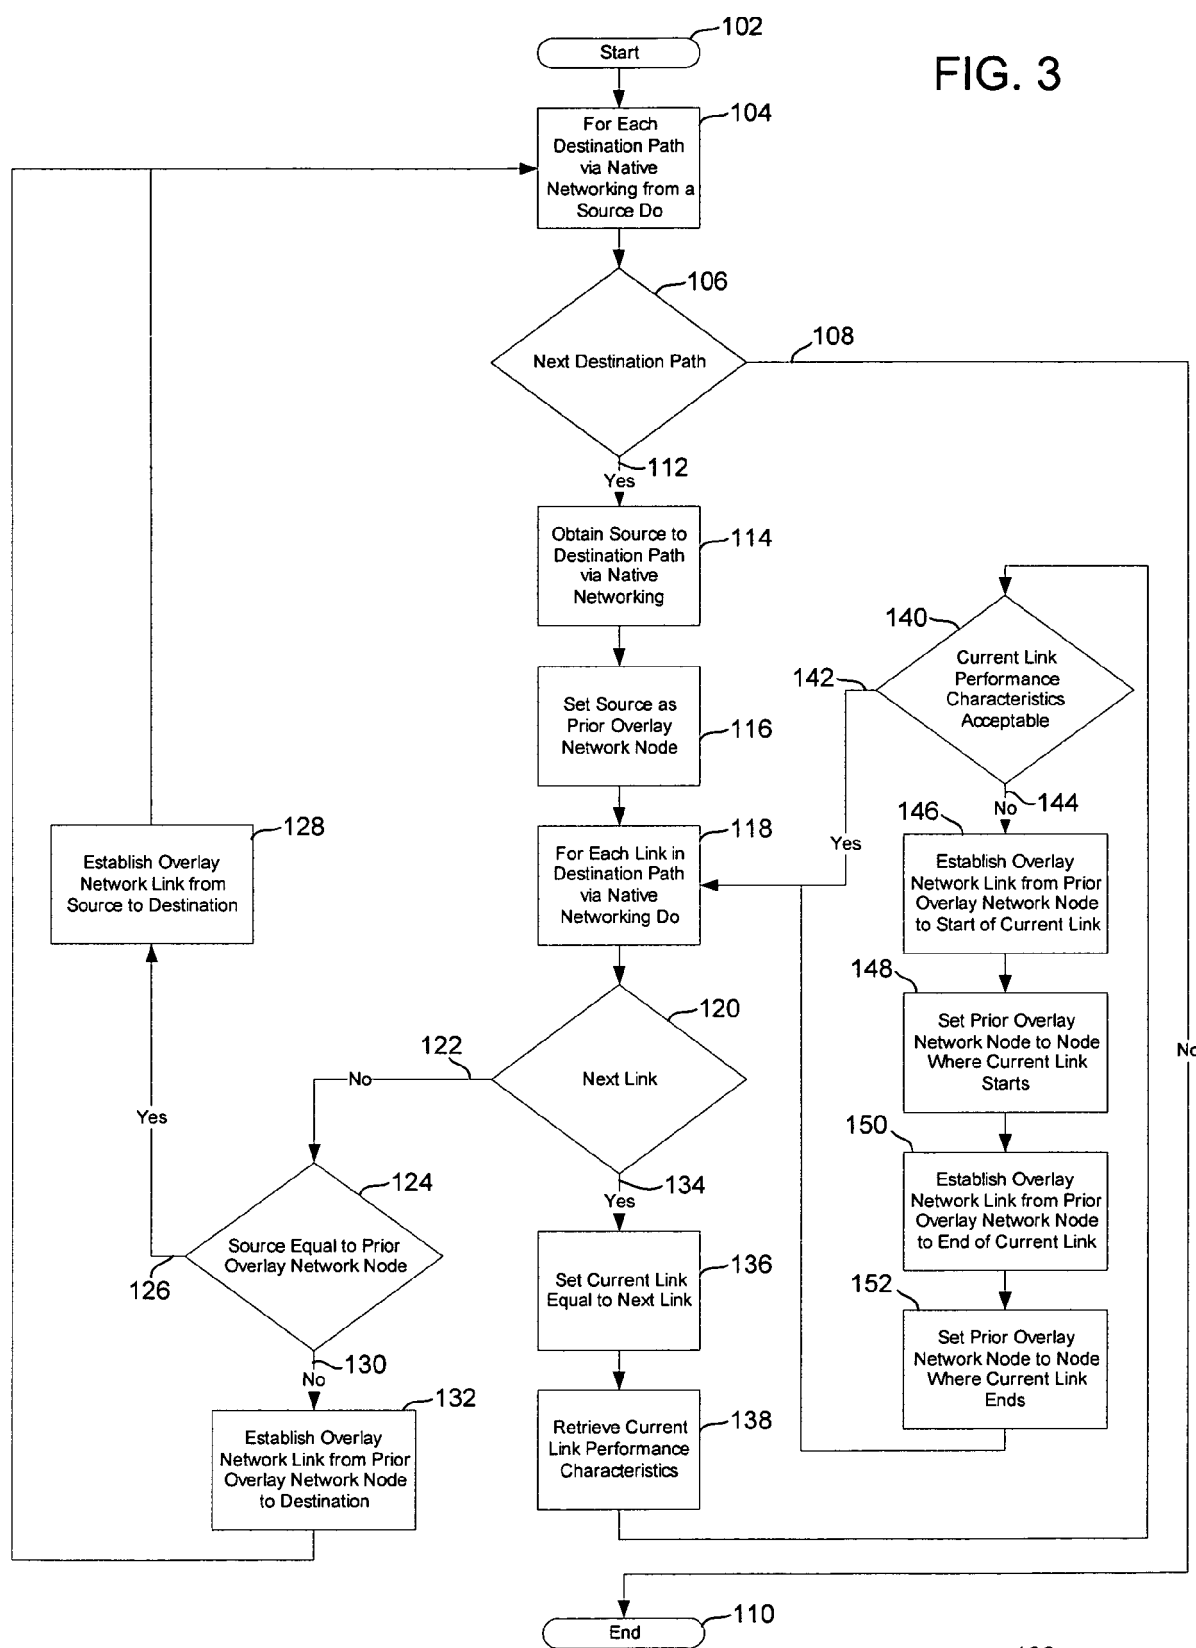 FIG. 3
102
Start
104
For Each
Destination Path
via Native
Networking from a
Source Do
106
Next Destination Path
108
112
Yes
Obtain Source to
Destination Path
via Native
Networking
114
Set Source as
Prior Overlay
Network Node
116
118
For Each Link in
Destination Path
via Native
Networking Do
120
Next Link
122
No
124
Source Equal to Prior
Overlay Network Node
126
Yes
128
Establish Overlay
Network Link from
Source to Destination
130
No
132
Establish Overlay
Network Link from Prior
Overlay Network Node
to Destination
134
Yes
136
Set Current Link
Equal to Next Link
138
Retrieve Current
Link Performance
Characteristics
140
Current Link
Performance
Characteristics
Acceptable
142
Yes
144
No
146
Establish Overlay
Network Link from Prior
Overlay Network Node
to Start of Current Link
148
Set Prior Overlay
Network Node to Node
Where Current Link
Starts
150
Establish Overlay
Network Link from Prior
Overlay Network Node
to End of Current Link
152
Set Prior Overlay
Network Node to Node
Where Current Link
Ends
No
110
End